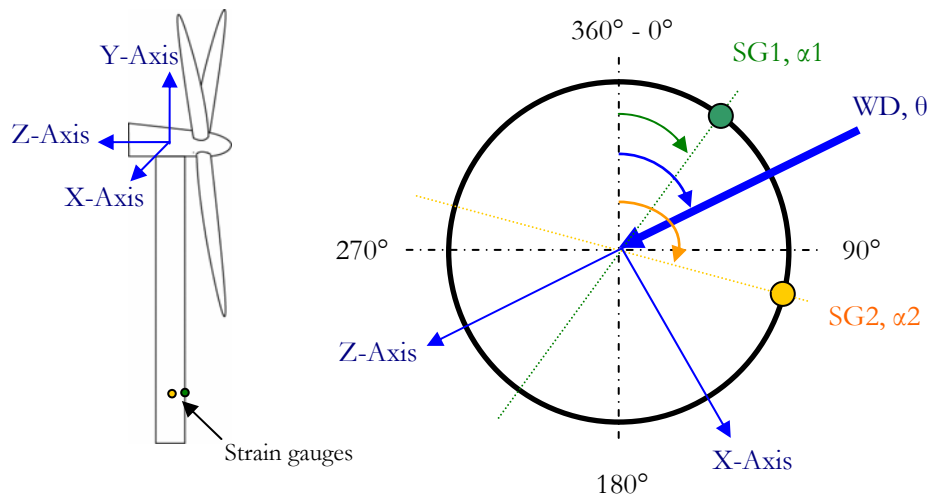 Y-Axis
Z-Axis
X-Axis
Strain gauges
360° - 0°
SG1, α1
WD, θ
270°
90°
SG2, α2
Z-Axis
X-Axis
180°